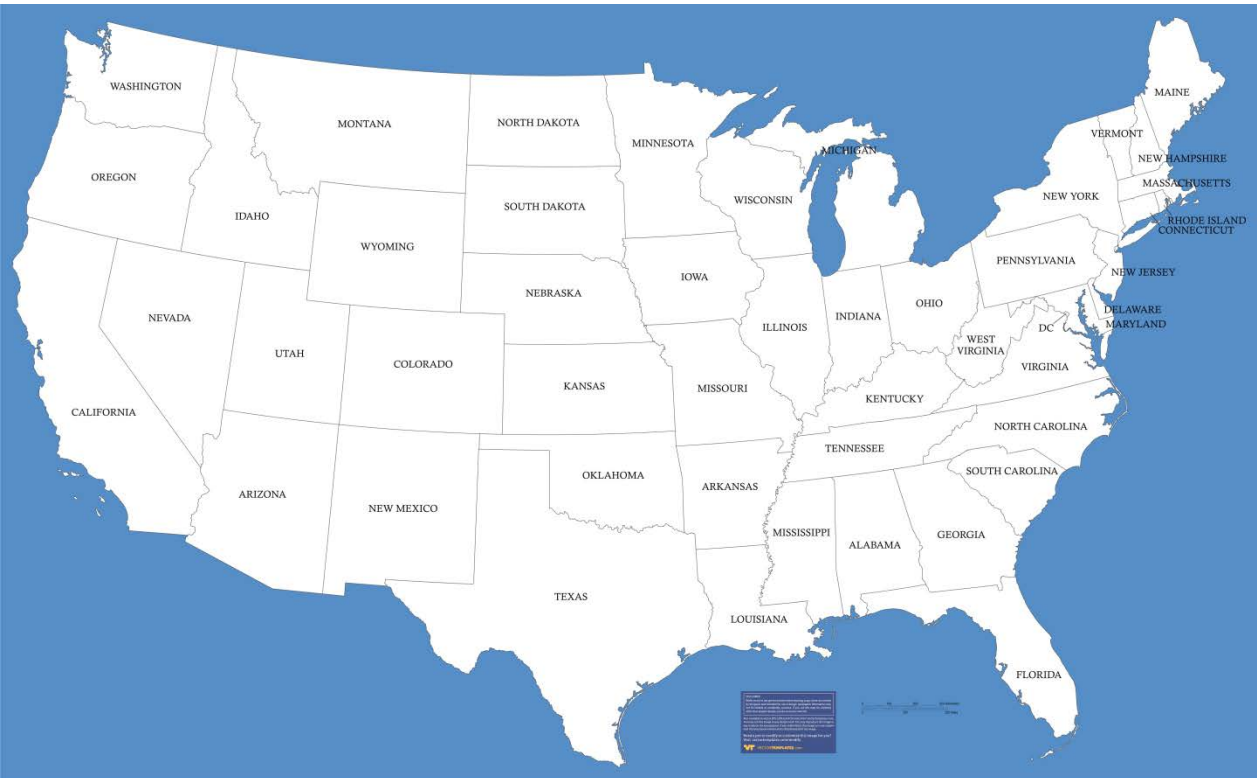 WASHINGTON
MONTANA
NORTH DAKOTA
MINNESOTA
MICHIGAN
MAINE
VERMONT
NEW HAMPSHIRE
OREGON
IDAHO
SOUTH DAKOTA
WISCONSIN
NEW YORK
MASSACHUSETTS
RHODE ISLAND
CONNECTICUT
WYOMING
IOWA
PENNSYLVANIA
NEW JERSEY
NEBRASKA
NEVADA
UTAH
COLORADO
ILLINOIS
INDIANA
OHIO
DELAWARE
MARYLAND
DC
WEST
VIRGINIA
VIRGINIA
CALIFORNIA
KANSAS
MISSOURI
KENTUCKY
NORTH CAROLINA
TENNESSEE
SOUTH CAROLINA
ARIZONA
NEW MEXICO
OKLAHOMA
ARKANSAS
MISSISSIPPI
ALABAMA
GEORGIA
TEXAS
LOUISIANA
FLORIDA
VT